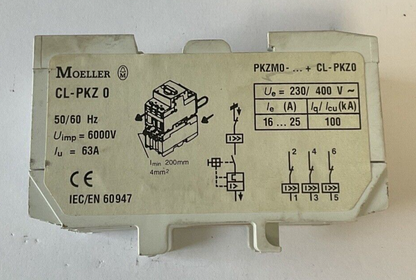 MOELLER
CL-PKZ 0
50/60 Hz
Uimp = 6000V
Iu = 63A
IEC/EN 60947
lmin 200mm
4mm²
PKZM0- ... + CL-PKZ0
Ue = 230/ 400 V ~
Ie (A) Iq/Icu(kA)
16 ... 25 100
2 4 6
I>> I>> I>>
1 3 5
CE